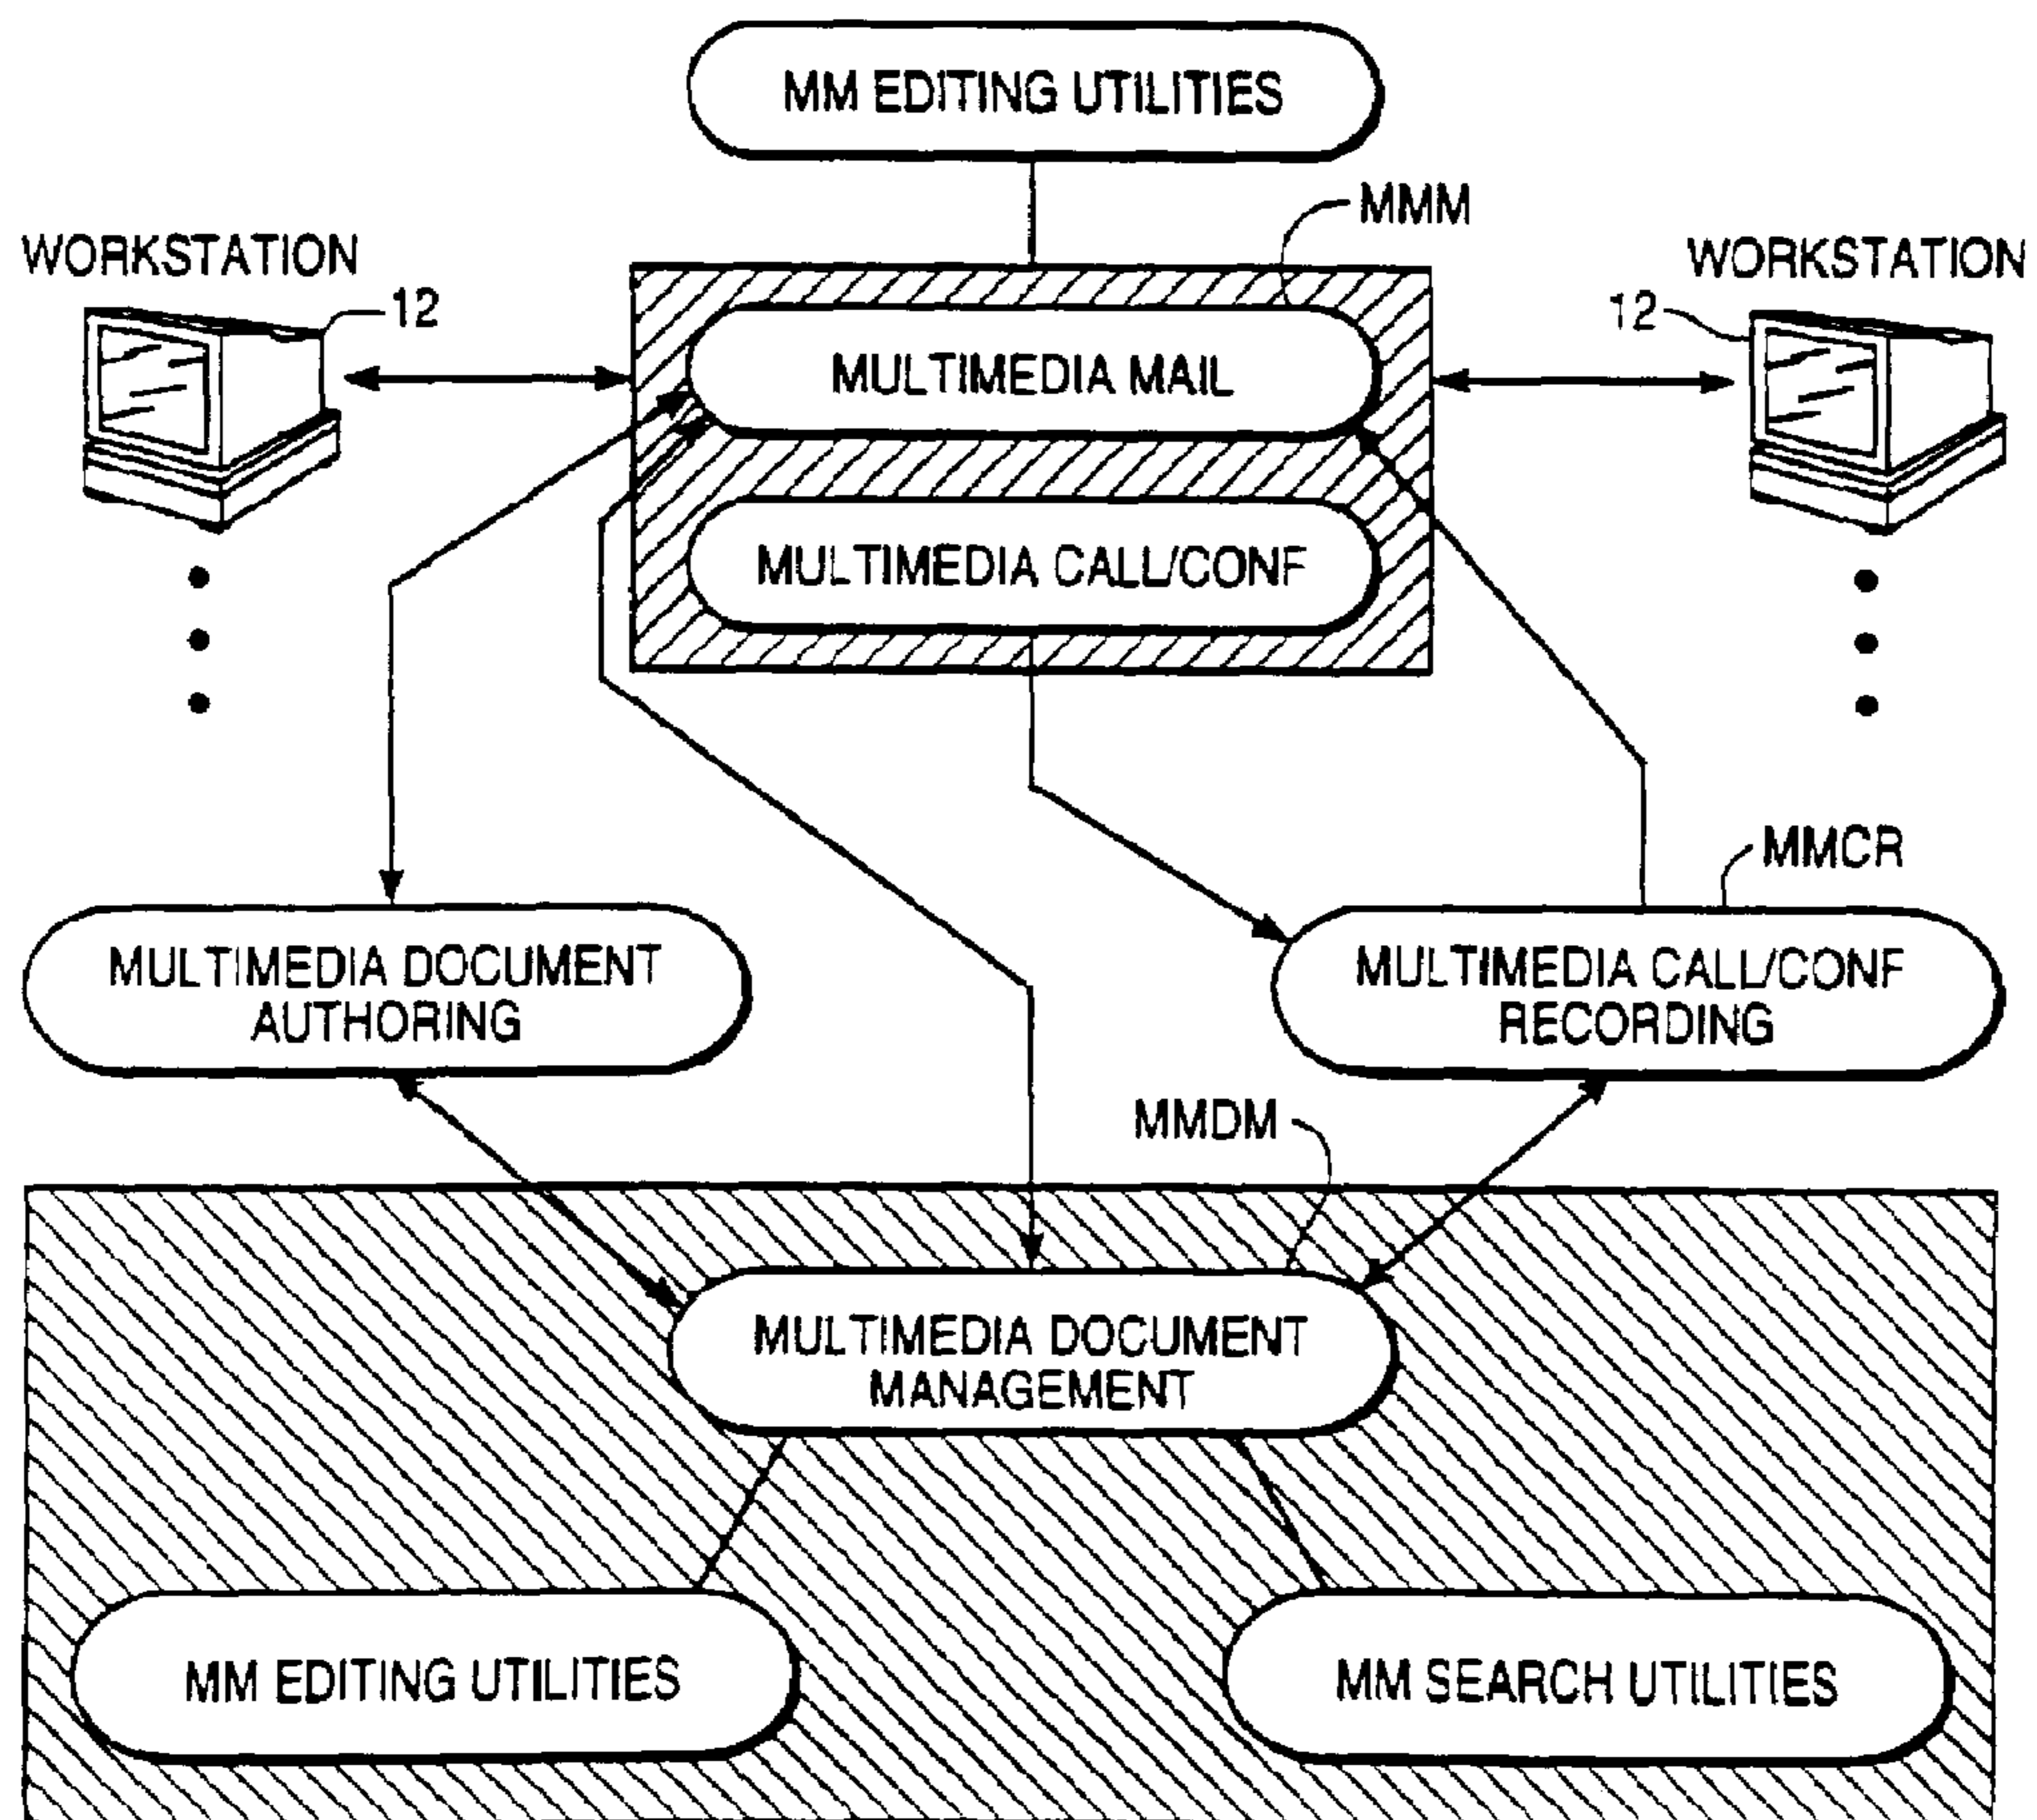 MM EDITING UTILITIES
MMM
WORKSTATION
WORKSTATION
12
12
MULTIMEDIA MAIL
MULTIMEDIA CALL/CONF
MMCR
MULTIMEDIA DOCUMENT
AUTHORING
MULTIMEDIA CALL/CONF
RECORDING
MMDM
MULTIMEDIA DOCUMENT
MANAGEMENT
MM EDITING UTILITIES
MM SEARCH UTILITIES